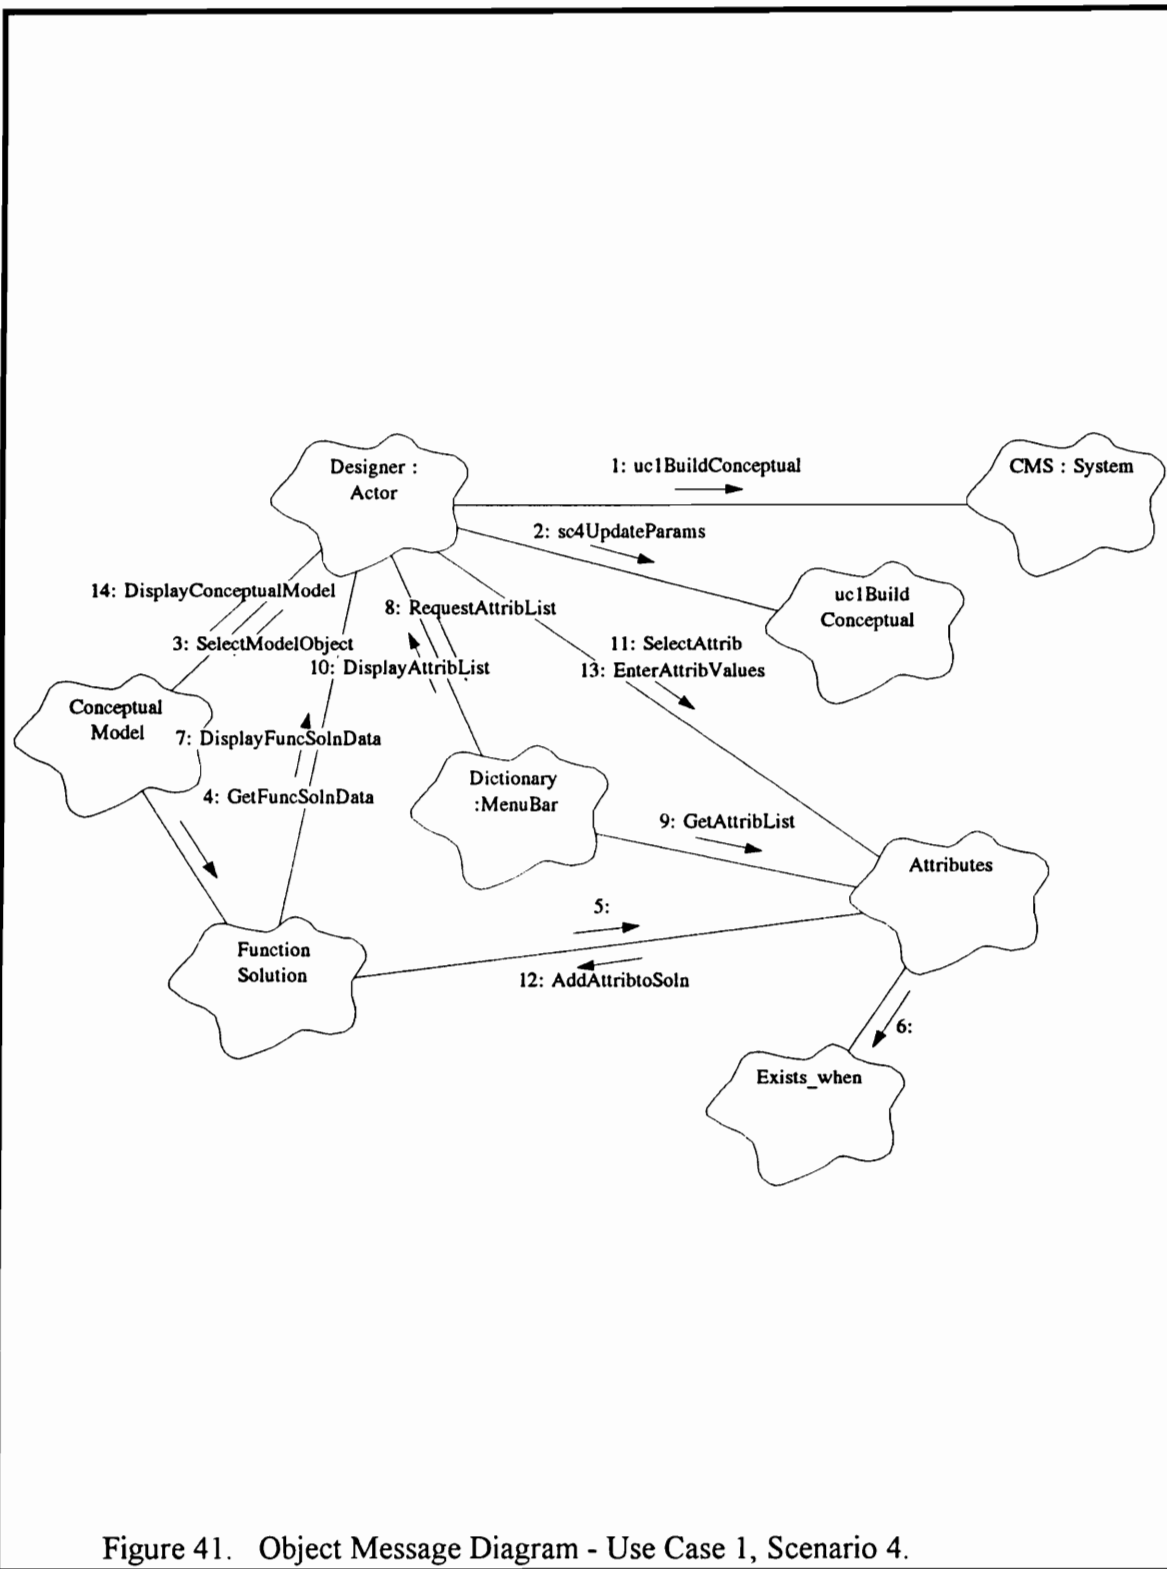 Designer :
Actor
1: uc1BuildConceptual
CMS : System
2: sc4UpdateParams
14: DisplayConceptualModel
8: RequestAttribList
uc1Build
Conceptual
3: SelectModelObject
11: SelectAttrib
10: DisplayAttribList
13: EnterAttribValues
Conceptual
Model
7: DisplayFuncSolnData
Dictionary
:MenuBar
4: GetFuncSolnData
9: GetAttribList
Attributes
5:
Function
Solution
12: AddAttribtoSoln
6:
Exists_when
Figure 41. Object Message Diagram - Use Case 1, Scenario 4.